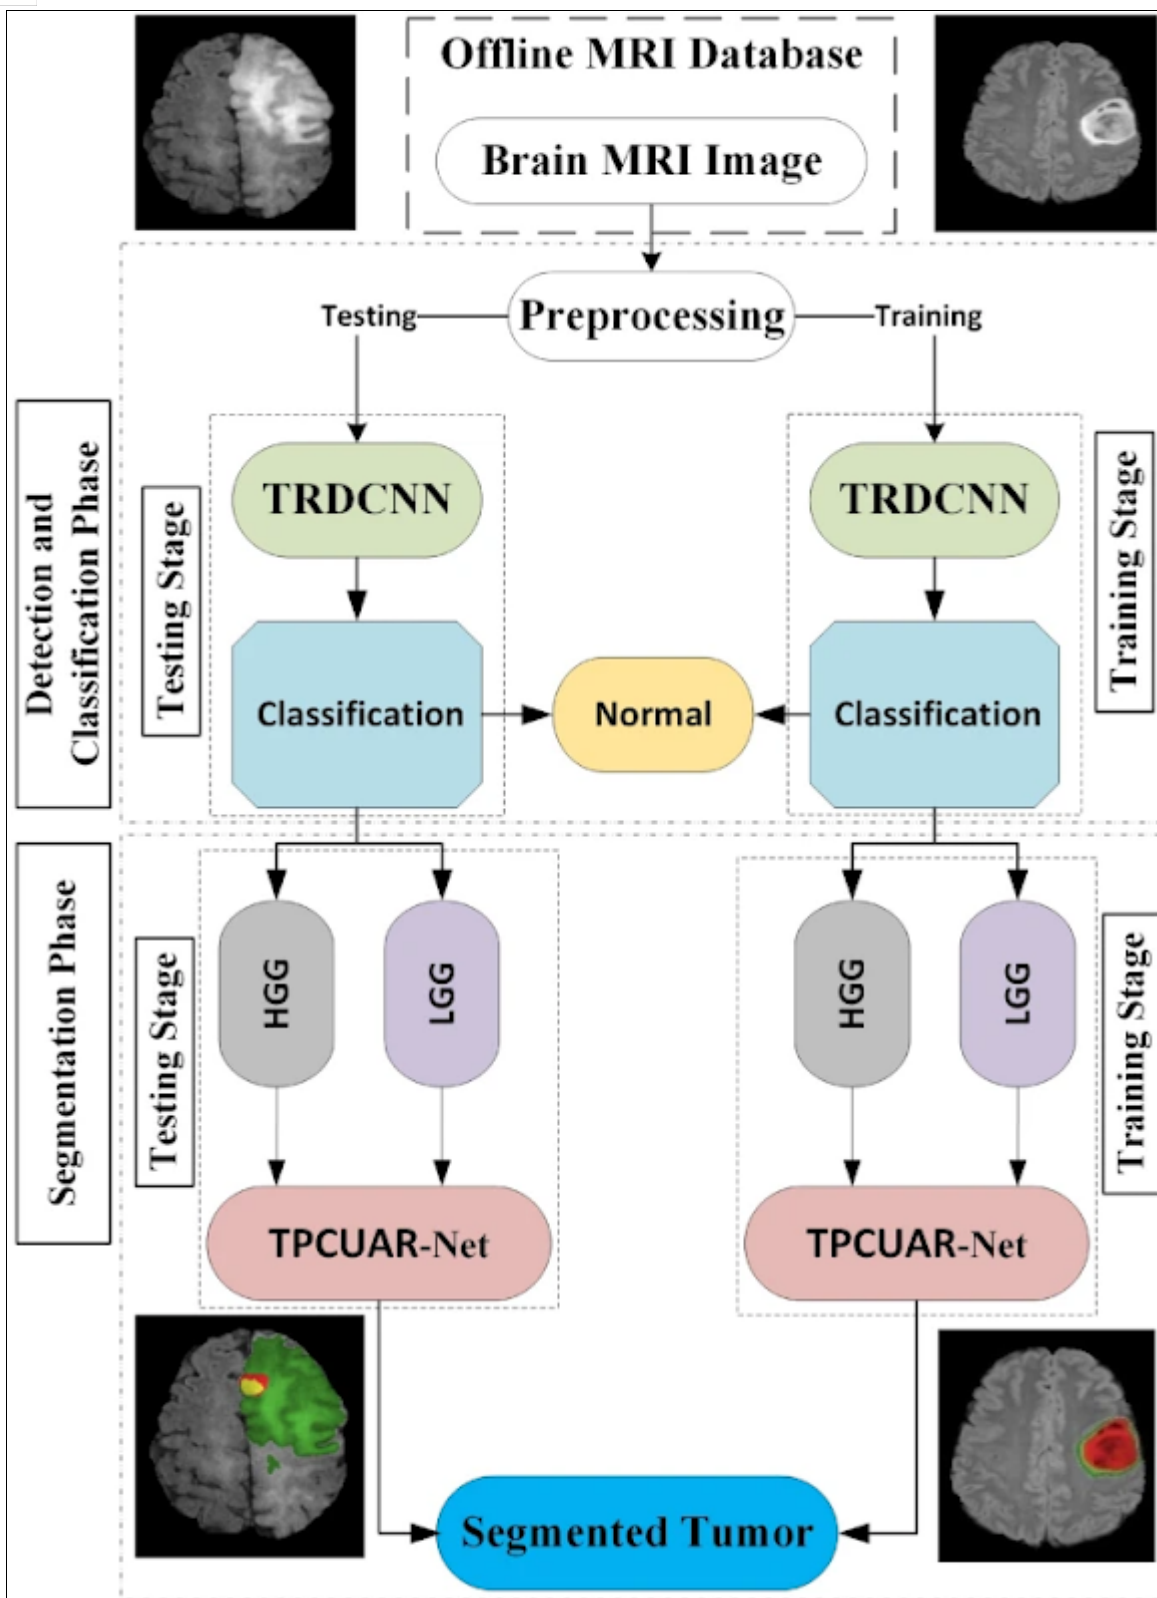 Offline MRI Database
Brain MRI Image
Preprocessing
Testing
Training
Detection and
Classification Phase
Testing Stage
TRDCNN
TRDCNN
Training Stage
Classification
Normal
Classification
Segmentation Phase
Testing Stage
HGG
LGG
HGG
LGG
Training Stage
TPCUAR-Net
TPCUAR-Net
Segmented Tumor